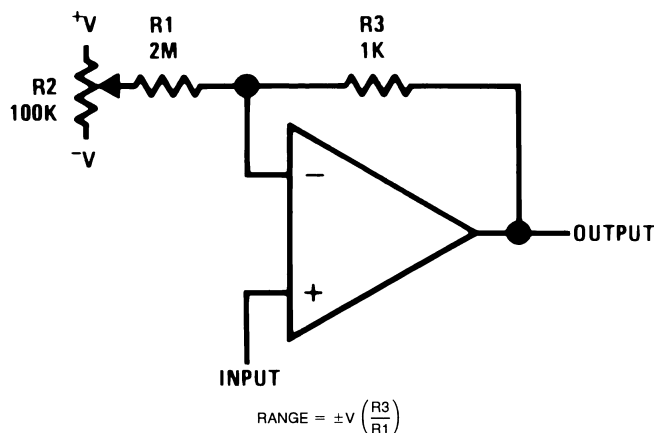 +V
R1
2M
R3
1K
R2
100K
-V
−
+
OUTPUT
INPUT
RANGE = ±V (R3/R1)